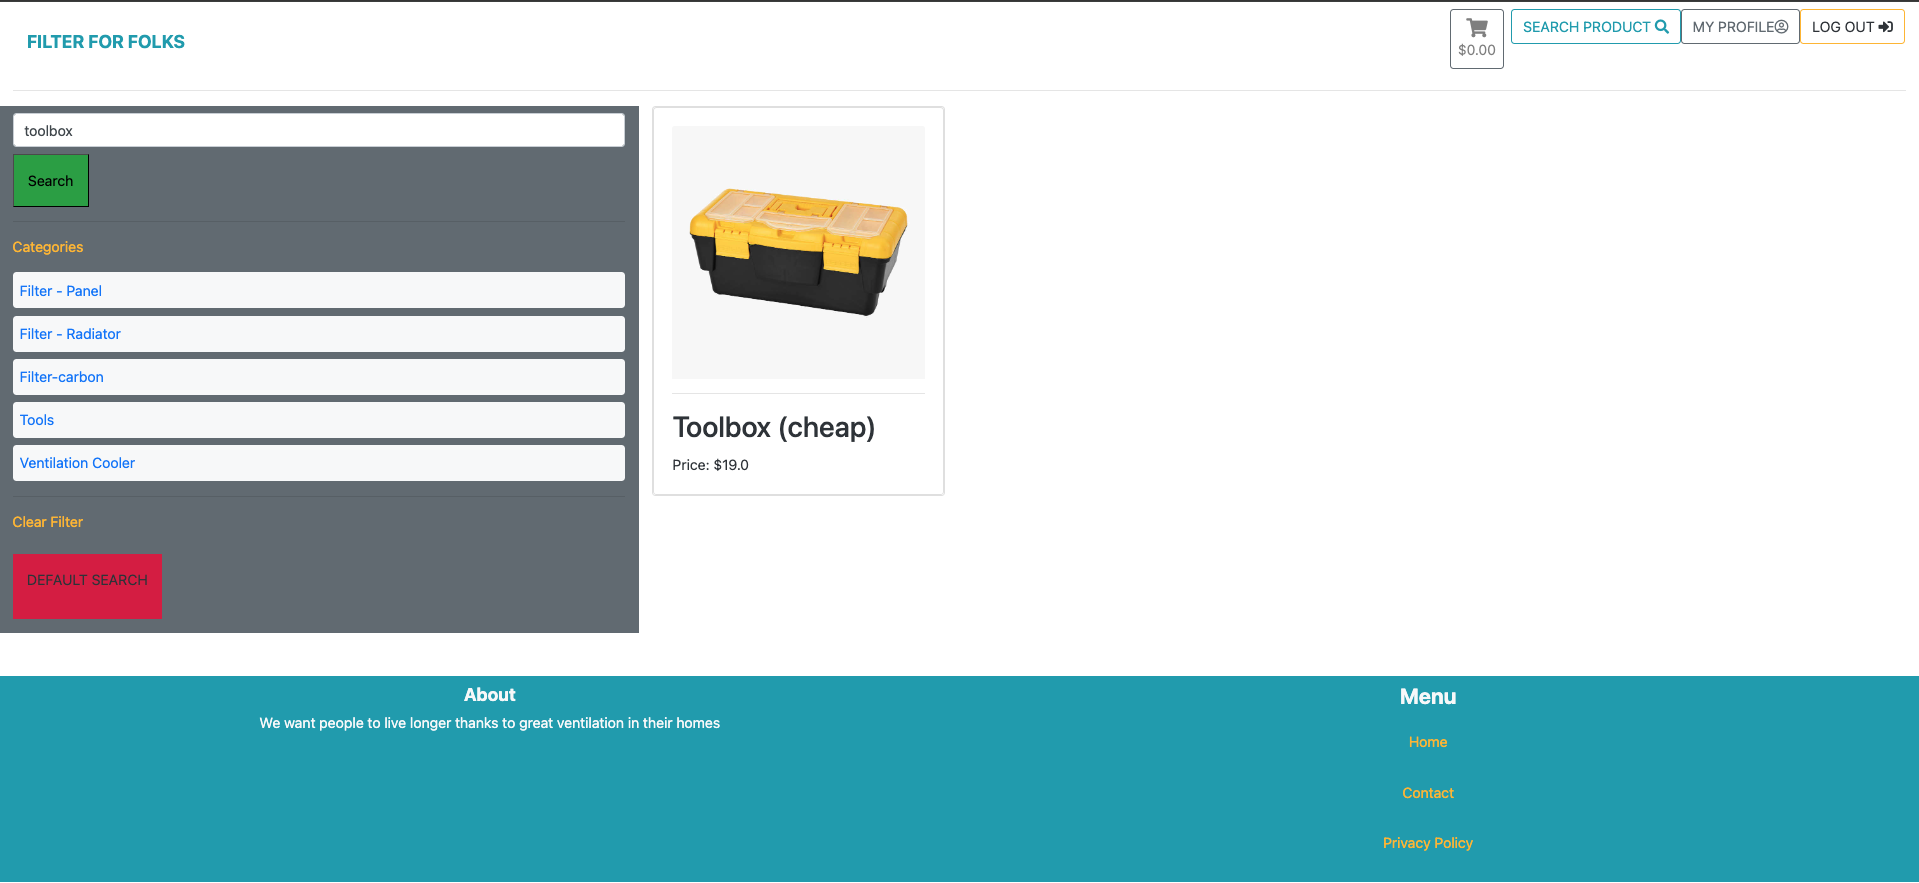 FILTER FOR FOLKS
$0.00
SEARCH PRODUCT
MY PROFILE
LOG OUT
toolbox
Search
Categories
Filter - Panel
Filter - Radiator
Filter-carbon
Tools
Ventilation Cooler
Clear Filter
DEFAULT SEARCH
Toolbox (cheap)
Price: $19.0
About
We want people to live longer thanks to great ventilation in their homes
Menu
Home
Contact
Privacy Policy